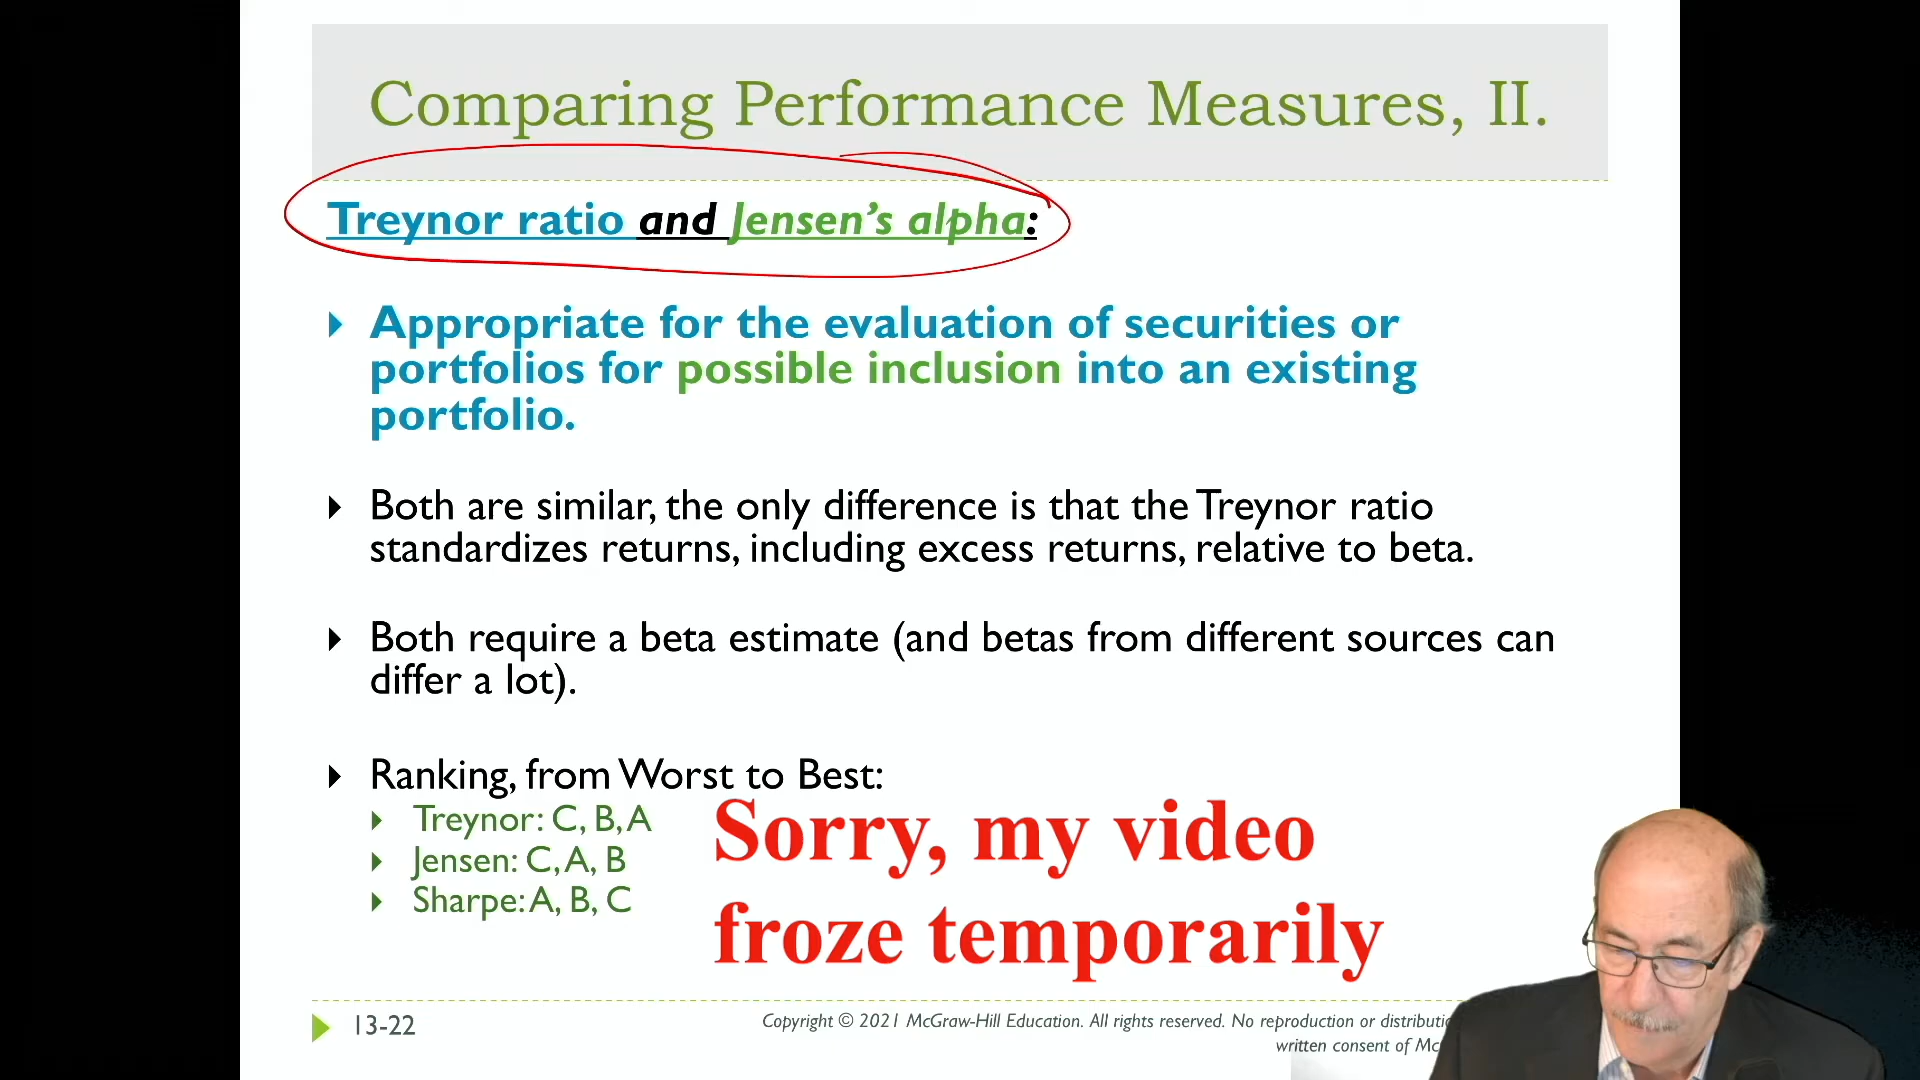 Comparing Performance Measures, II.
Treynor ratio and Jensen's alpha:
Appropriate for the evaluation of securities or
portfolios for possible inclusion into an existing
portfolio.
Both are similar, the only difference is that the Treynor ratio
standardizes returns, including excess returns, relative to beta.
Both require a beta estimate (and betas from different sources can
differ a lot).
Ranking, from Worst to Best:
Treynor: C, B, A
Jensen: C, A, B
Sharpe: A, B, C
Sorry, my video
froze temporarily
13-22
Copyright © 2021 McGraw-Hill Education. All rights reserved. No reproduction or
written consent of